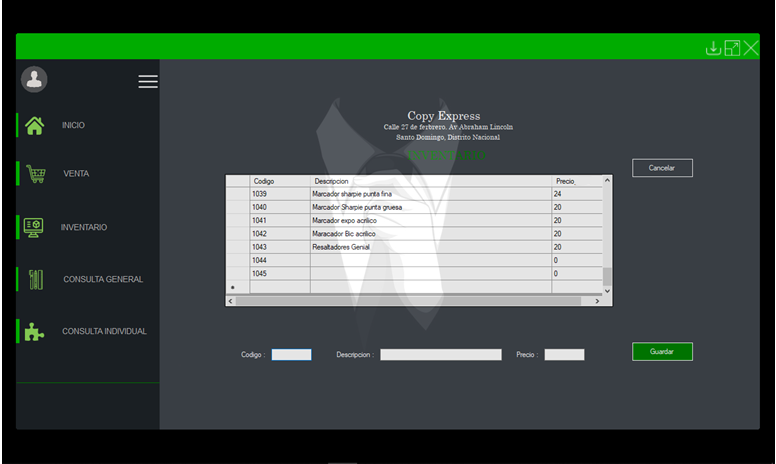 INICIO
VENTA
INVENTARIO
CONSULTA GENERAL
CONSULTA INDIVIDUAL
Copy Express
Calle 27 de ferbrero. Av Abraham Lincoln
Santo Domingo, Distrito Nacional
INVENTARIO
Cancelar
Codigo Descripcion Precio
1039 Marcador sharpie punta fina 24
1040 Marcador Sharpie punta gruesa 20
1041 Marcador expo acrilico 20
1042 Maracador Bic acrilico 20
1043 Resaltadores Genial 20
1044 0
1045 0
Codigo : Descripcion : Precio :
Guardar